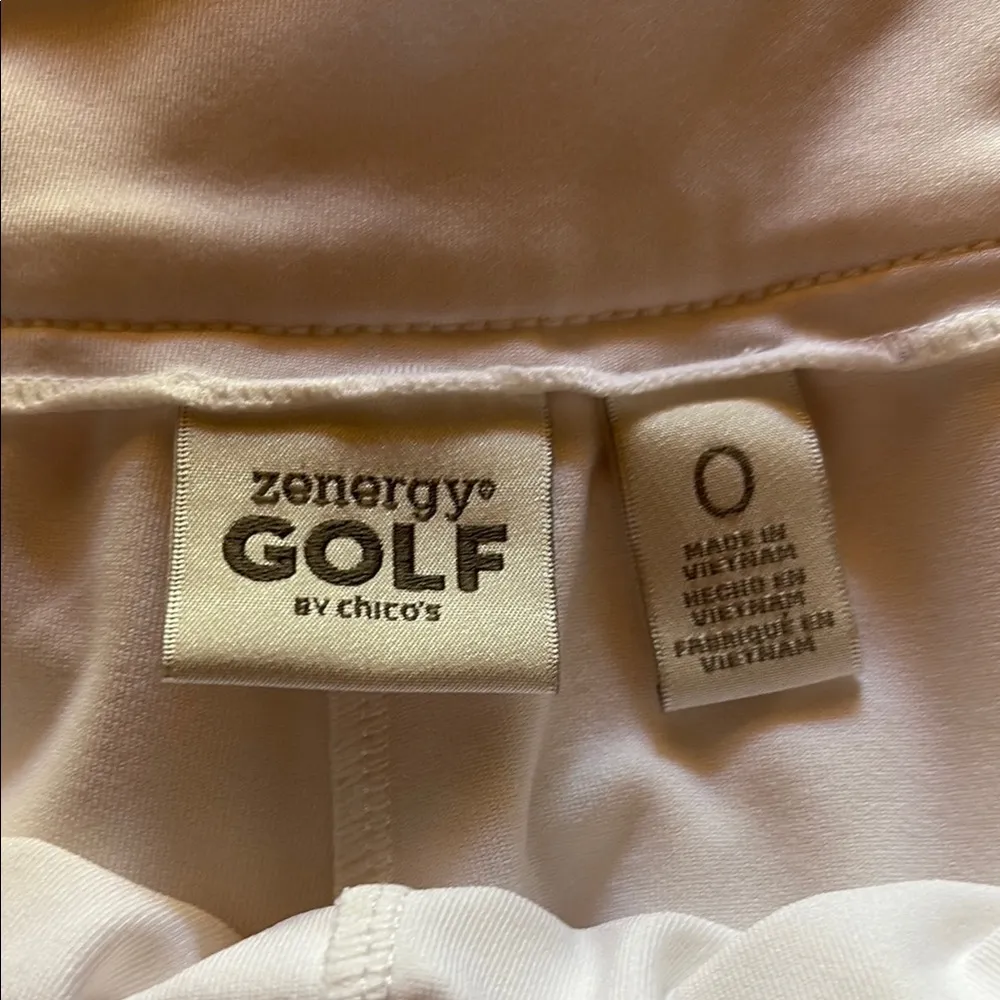 zenergy®
GOLF
BY chico's
0
MADE IN
VIETNAM
HECHO EN
VIETNAM
FABRIQUÉ EN
VIETNAM